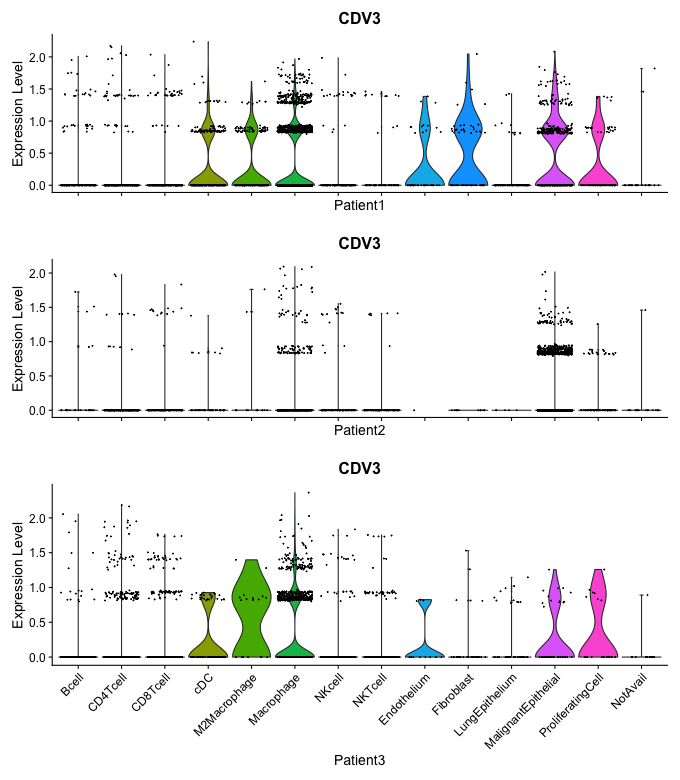 CDV3
Expression Level
2.0
1.5
1.0
0.5
0.0
Patient1
CDV3
Expression Level
2.0
1.5
1.0
0.5
0.0
Patient2
CDV3
Expression Level
2.0
1.5
1.0
0.5
0.0
Bcell
CD4Tcell
CD8Tcell
cDC
M2Macrophage
Macrophage
NKcell
NKTcell
Endothelium
Fibroblast
LungEpithelium
MalignantEpithelial
ProliferatingCell
NotAvail
Patient3